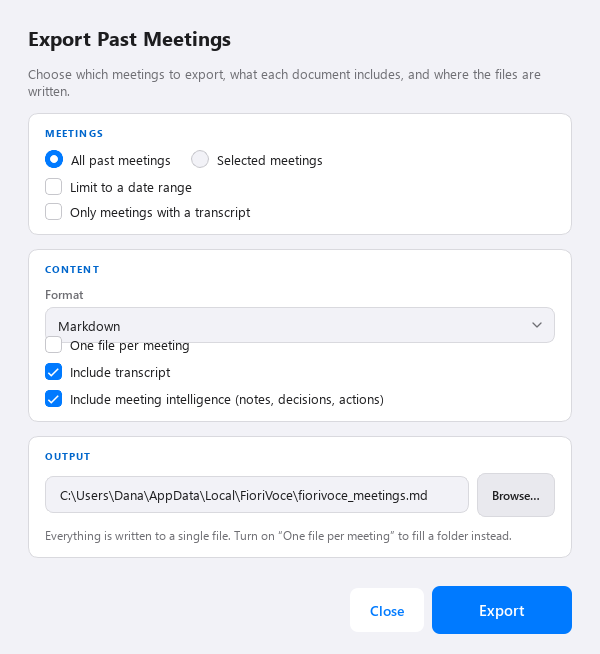 Export Past Meetings
Choose which meetings to export, what each document includes, and where the files are
written.
MEETINGS
All past meetings
Selected meetings
Limit to a date range
Only meetings with a transcript
CONTENT
Format
Markdown
One file per meeting
Include transcript
Include meeting intelligence (notes, decisions, actions)
OUTPUT
C:\Users\Dana\AppData\Local\FioriVoce\fiorivoce_meetings.md
Browse...
Everything is written to a single file. Turn on “One file per meeting” to fill a folder instead.
Close
Export